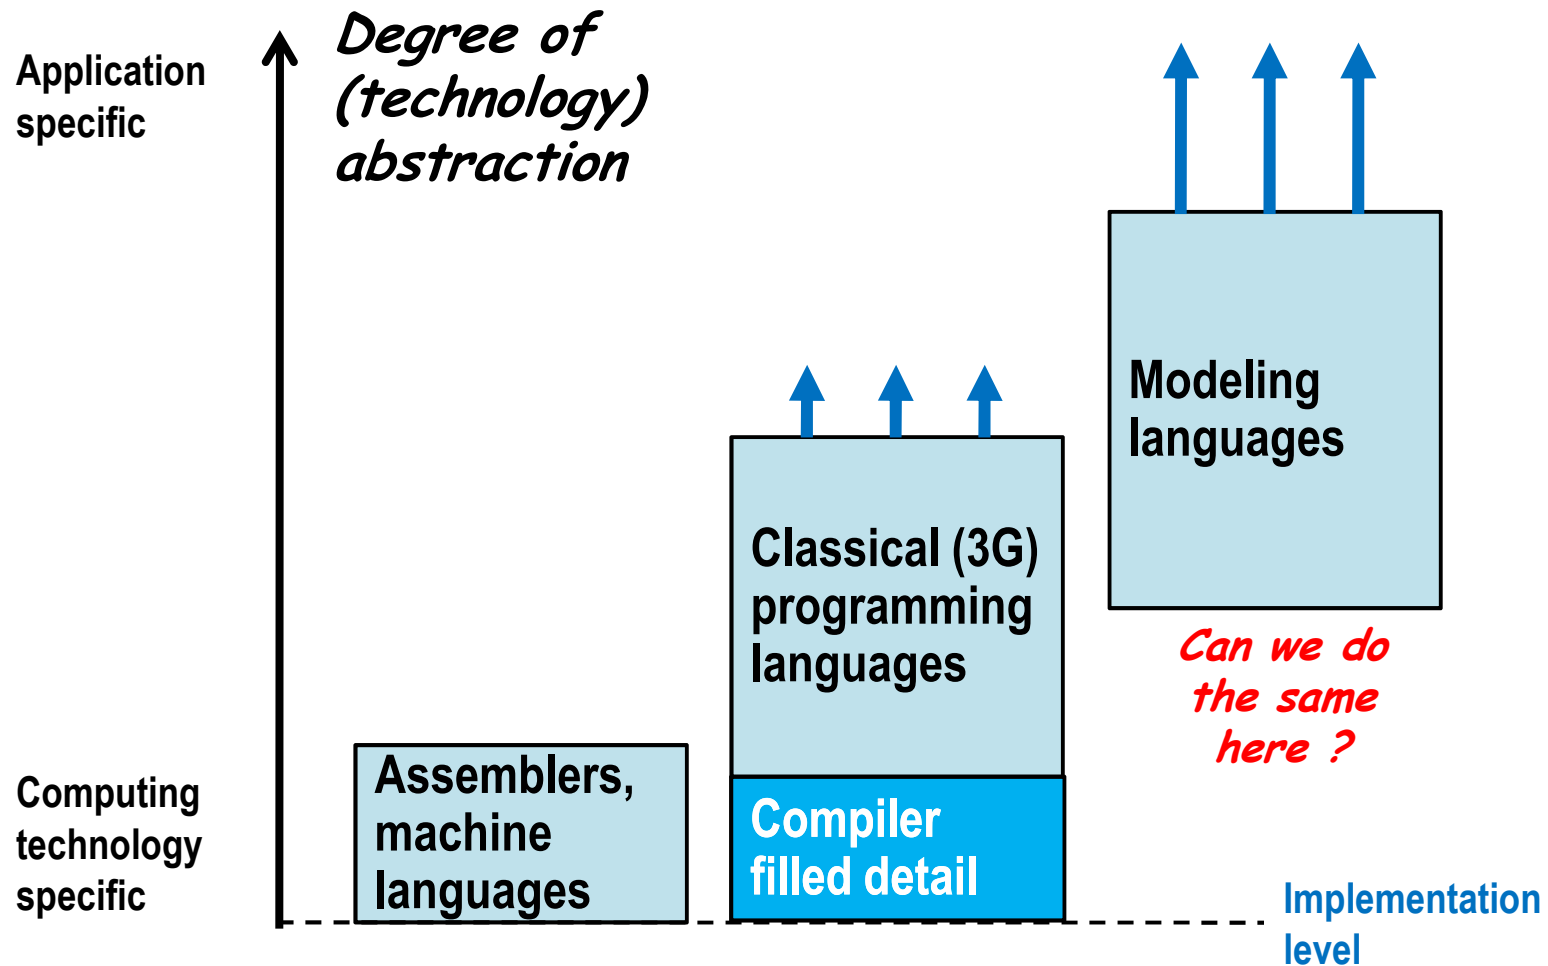 Degree of
(technology)
abstraction
Application
specific
Modeling
languages
Classical (3G)
programming
languages
Can we do
the same
here ?
Assemblers,
machine
languages
Compiler
filled detail
Computing
technology
specific
Implementation
level